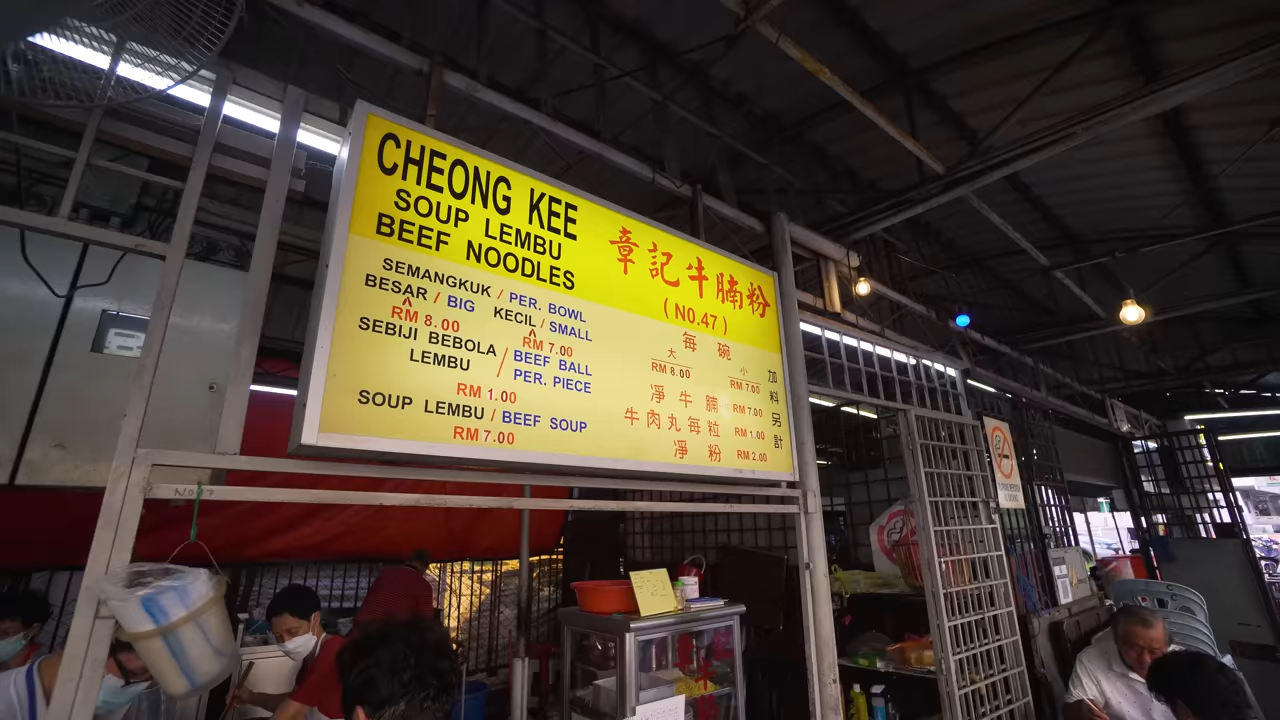 CHEONG KEE
SOUP LEMBU
BEEF NOODLES
SEMANGKUK / PER. BOWL
BESAR / BIG KECIL / SMALL
RM 8.00 RM 7.00
SEBIJI BEBOLA LEMBU / BEEF BALL PER. PIECE
RM 1.00
SOUP LEMBU / BEEF SOUP
RM 7.00
章記牛腩粉
( NO.47 )
每 碗
大 小
RM 8.00 RM 7.00
淨 牛 腩 RM 7.00
牛肉丸每粒 RM 1.00
淨 粉 RM 2.00
加料另計